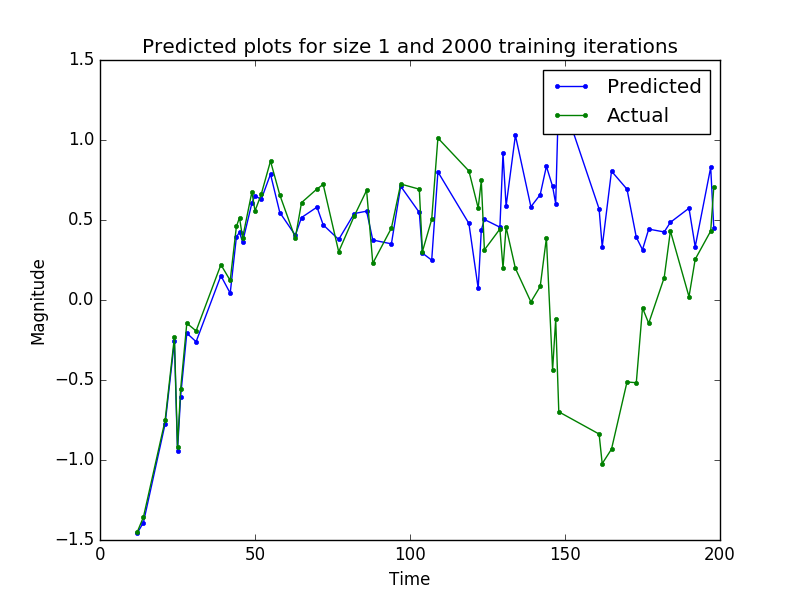 Predicted plots for size 1 and 2000 training iterations
Predicted
Actual
1.5
1.0
0.5
0.0
−0.5
−1.0
−1.5
Magnitude
0 50 100 150 200
Time